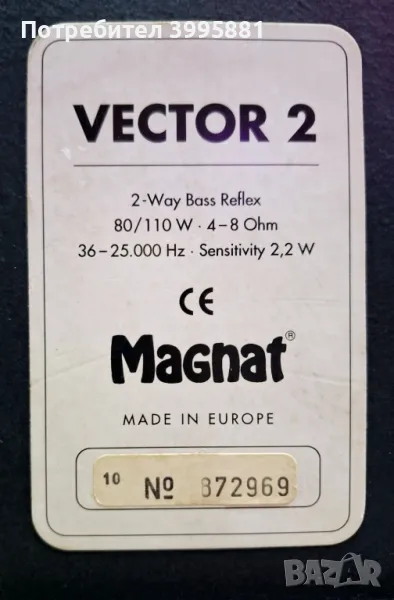 Потребител 3995881
VECTOR 2
2-Way Bass Reflex
80/110 W · 4–8 Ohm
36–25.000 Hz · Sensitivity 2,2 W
CE
Magnat®
MADE IN EUROPE
10 № 872969
BAZAR